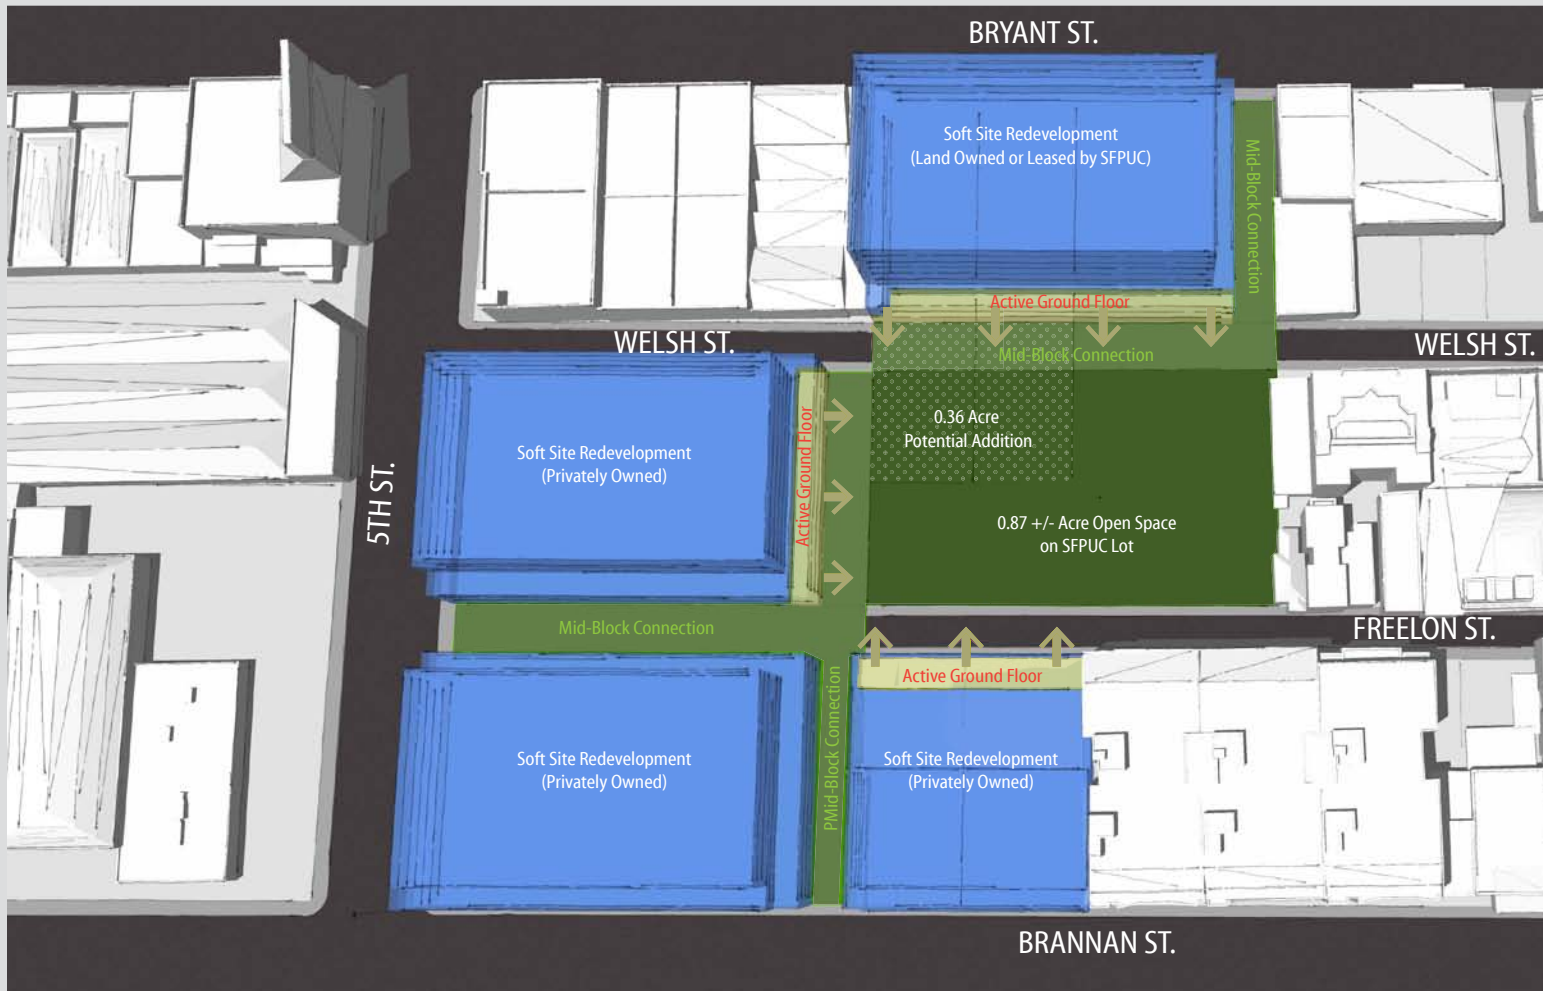 BRYANT ST.
Soft Site Redevelopment
(Land Owned or Leased by SFPUC)
Mid-Block Connection
Active Ground Floor
WELSH ST.
Mid-Block Connection
WELSH ST.
0.36 Acre
Potential Addition
Soft Site Redevelopment
(Privately Owned)
Active Ground Floor
5TH ST.
0.87 +/- Acre Open Space
on SFPUC Lot
Mid-Block Connection
FREELON ST.
Active Ground Floor
PMid-Block Connection
Soft Site Redevelopment
(Privately Owned)
Soft Site Redevelopment
(Privately Owned)
BRANNAN ST.